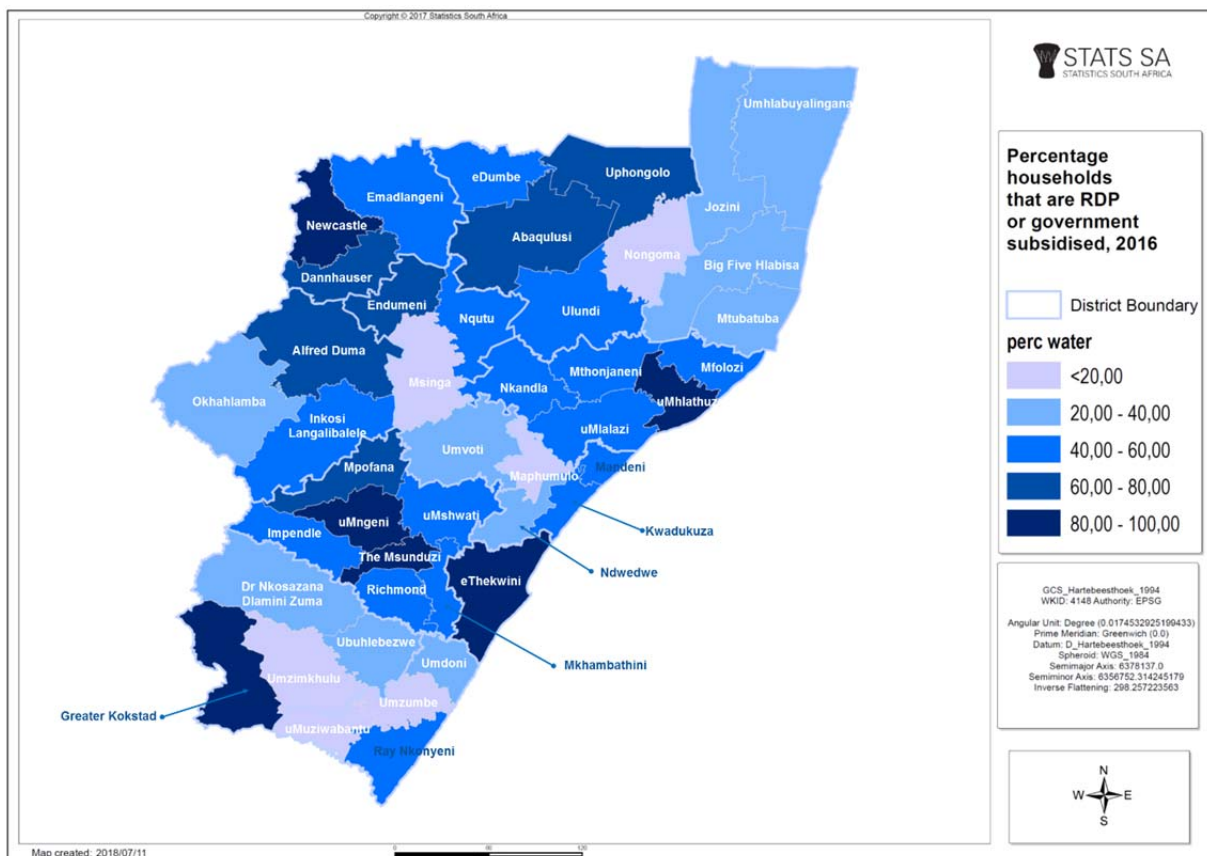 Copyright © 2017 Statistics South Africa
STATS SA
STATISTICS SOUTH AFRICA
Percentage
households
that are RDP
or government
subsidised, 2016
District Boundary
perc water
<20,00
20,00 - 40,00
40,00 - 60,00
60,00 - 80,00
80,00 - 100,00
GCS_Hartebeesthoek_1994
WKID: 4148 Authority: EPSG
Angular Unit: Degree (0.0174532925199433)
Prime Meridian: Greenwich (0.0)
Datum: D_Hartebeesthoek_1994
Spheroid: WGS_1984
Semimajor Axis: 6378137.0
Semiminor Axis: 6356752.314245179
Inverse Flattening: 298.257223563
N
W E
S
Umhlabuyalingana
eDumbe
Uphongolo
Emadlangeni
Jozini
Newcastle
Abaqulusi
Nongoma
Big Five Hlabisa
Dannhauser
Endumeni
Ulundi
Mtubatuba
Nqutu
Alfred Duma
Mthonjaneni
Mfolozi
Msinga
Nkandla
Okhahlamba
uMhlathuze
Inkosi
Langalibalele
uMlalazi
Umvoti
Mpofana
Maphumulo
Mandeni
uMngeni
uMshwati
Impendle
Kwadukuza
The Msunduzi
Ndwedwe
eThekwini
Richmond
Dr Nkosazana
Dlamini Zuma
Ubuhlebezwe
Umdoni
Mkhambathini
Umzimkhulu
Umzumbe
Greater Kokstad
uMuziwabantu
Ray Nkonyeni
Map created: 2018/07/11
0 60 120